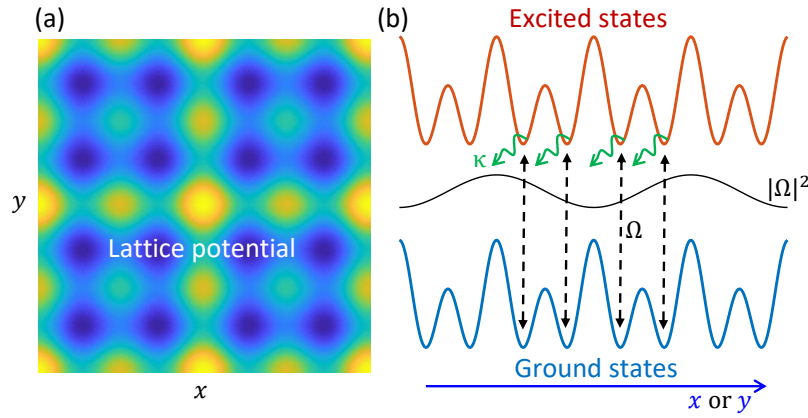 (a)
(b)
Excited states
κ
|Ω|²
y
Lattice potential
Ω
Ground states
x
x or y